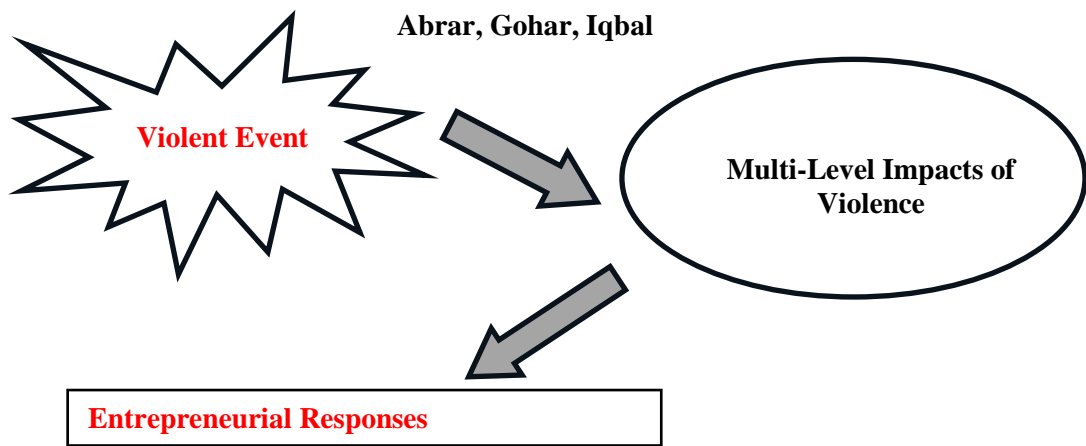 Abrar, Gohar, Iqbal
Violent Event
Multi-Level Impacts of
Violence
Entrepreneurial Responses